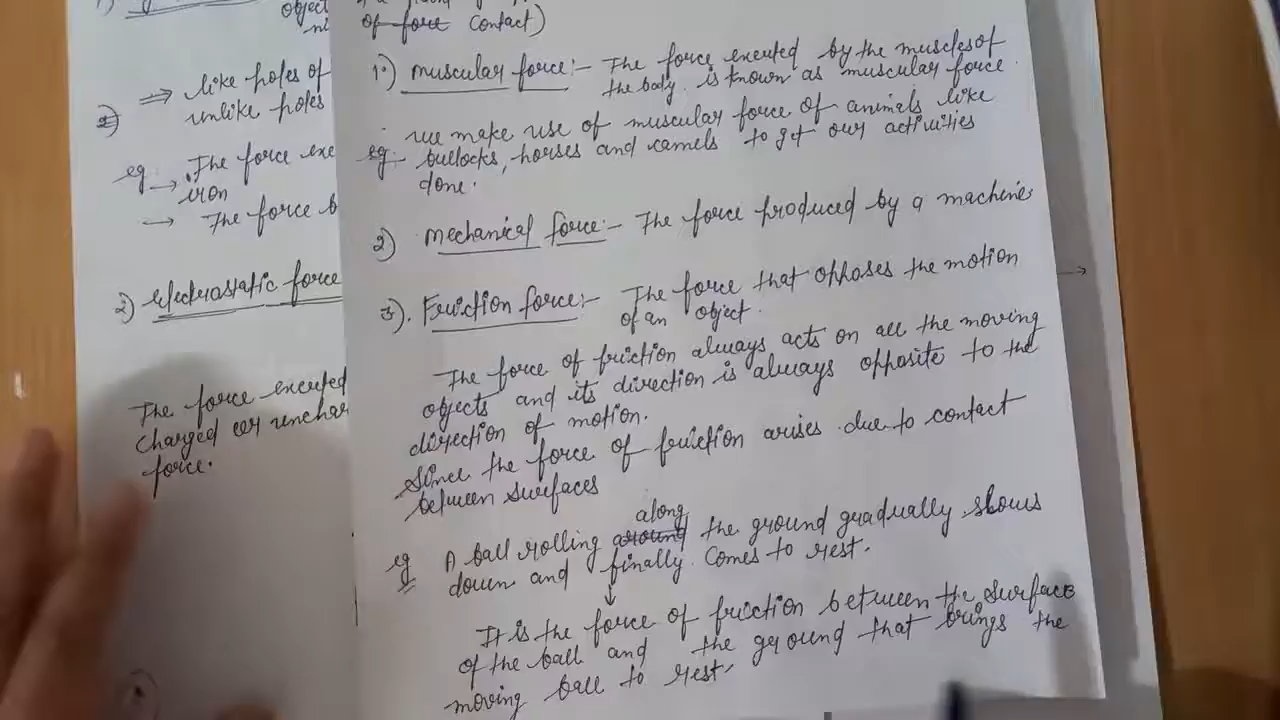 object
⇒ like poles of
unlike poles
eg. → The force exe
iron
→ The force b
2) Electrostatic force
The force exerted
charged or unchar
force.
of fore contact)
1.) muscular force:- The force exerted by the muscles of
the body. is known as muscular force.
we make use of muscular force of animals like
eg:- bullocks, horses and camels to get our activities
done.
2) Mechanical force:- The force produced by a machine
3). Friction force:- The force that opposes the motion
of an object.
The force of friction always acts on all the moving
objects and its direction is always opposite to the
direction of motion.
Since the force of friction arises due to contact
between surfaces
along
eg A ball rolling around the ground gradually slows
down and finally comes to rest.
It is the force of friction between the surface
of the ball and the ground that brings the
moving ball to rest.